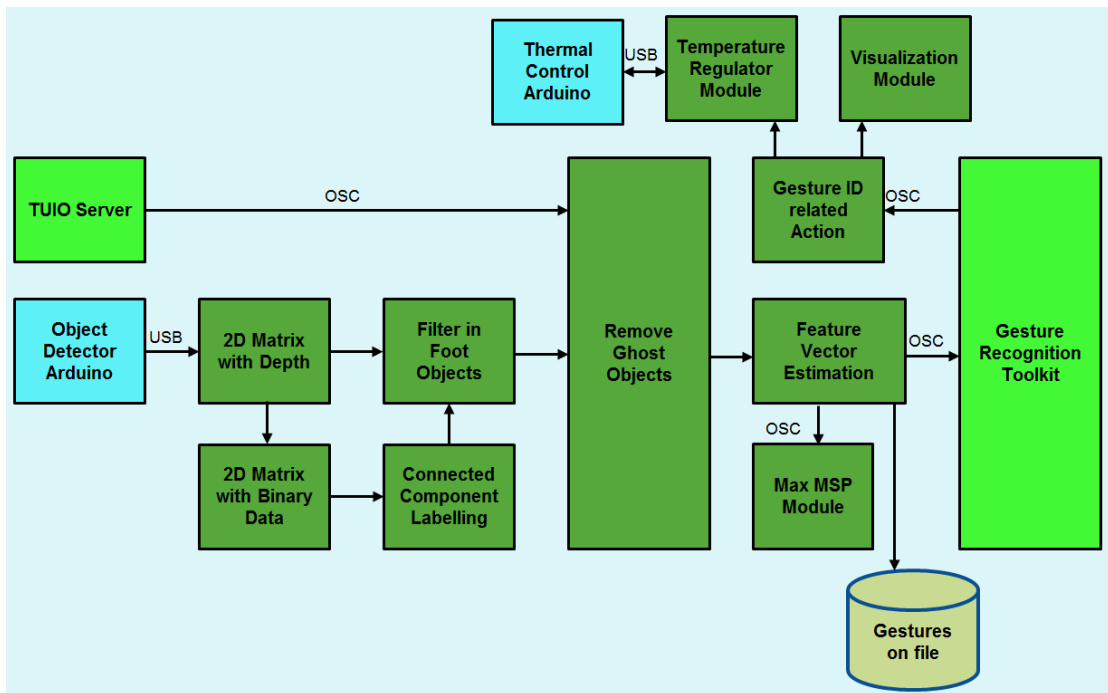 Thermal
Control
Arduino
USB
Temperature
Regulator
Module
Visualization
Module
TUIO Server
OSC
Gesture ID
related
Action
OSC
Object
Detector
Arduino
USB
2D Matrix
with Depth
Filter in
Foot
Objects
Remove
Ghost
Objects
Feature
Vector
Estimation
OSC
Gesture
Recognition
Toolkit
2D Matrix
with Binary
Data
Connected
Component
Labelling
OSC
Max MSP
Module
Gestures
on file